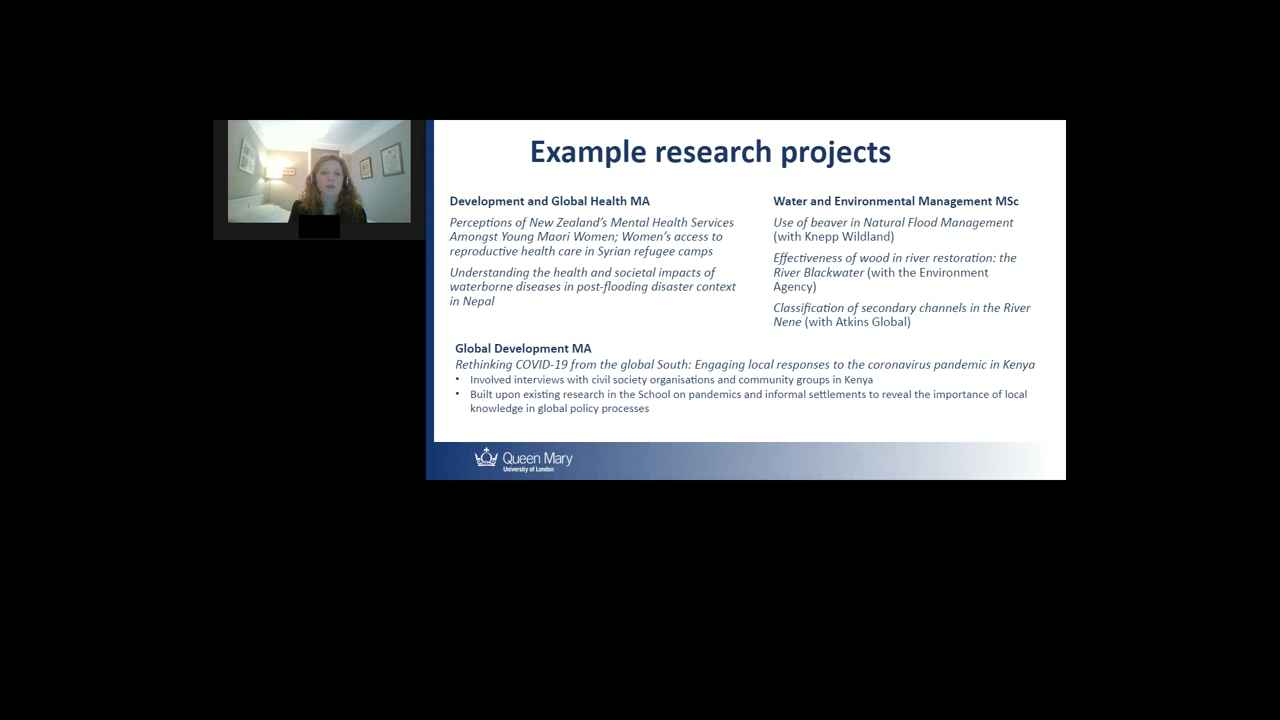 Example research projects
Development and Global Health MA
Perceptions of New Zealand's Mental Health Services
Amongst Young Maori Women; Women's access to
reproductive health care in Syrian refugee camps
Understanding the health and societal impacts of
waterborne diseases in post-flooding disaster context
in Nepal
Water and Environmental Management MSc
Use of beaver in Natural Flood Management
(with Knepp Wildland)
Effectiveness of wood in river restoration: the
River Blackwater (with the Environment
Agency)
Classification of secondary channels in the River
Nene (with Atkins Global)
Global Development MA
Rethinking COVID-19 from the global South: Engaging local responses to the coronavirus pandemic in Kenya
• Involved interviews with civil society organisations and community groups in Kenya
• Built upon existing research in the School on pandemics and informal settlements to reveal the importance of local
knowledge in global policy processes
Queen Mary
University of London